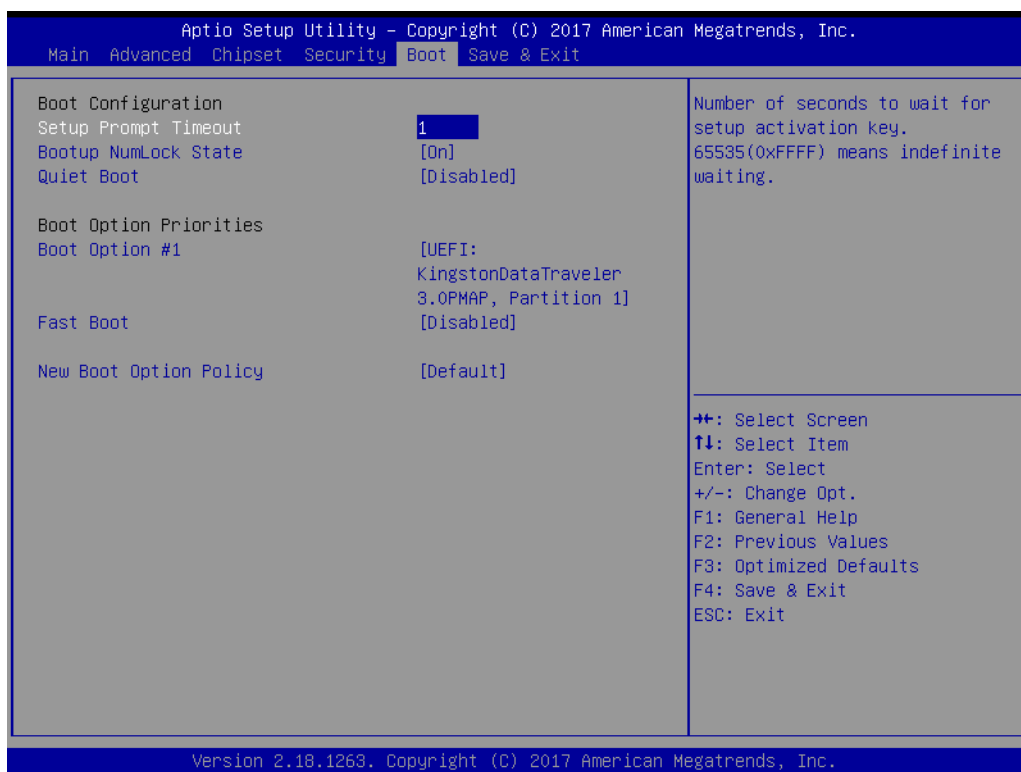 Aptio Setup Utility – Copyright (C) 2017 American Megatrends, Inc.
Main Advanced Chipset Security Boot Save & Exit
Boot Configuration
Setup Prompt Timeout 1
Bootup NumLock State [On]
Quiet Boot [Disabled]
Boot Option Priorities
Boot Option #1 [UEFI:
KingstonDataTraveler
3.0PMAP, Partition 1]
Fast Boot [Disabled]
New Boot Option Policy [Default]
Number of seconds to wait for
setup activation key.
65535(0xFFFF) means indefinite
waiting.
→←: Select Screen
↑↓: Select Item
Enter: Select
+/-: Change Opt.
F1: General Help
F2: Previous Values
F3: Optimized Defaults
F4: Save & Exit
ESC: Exit
Version 2.18.1263. Copyright (C) 2017 American Megatrends, Inc.